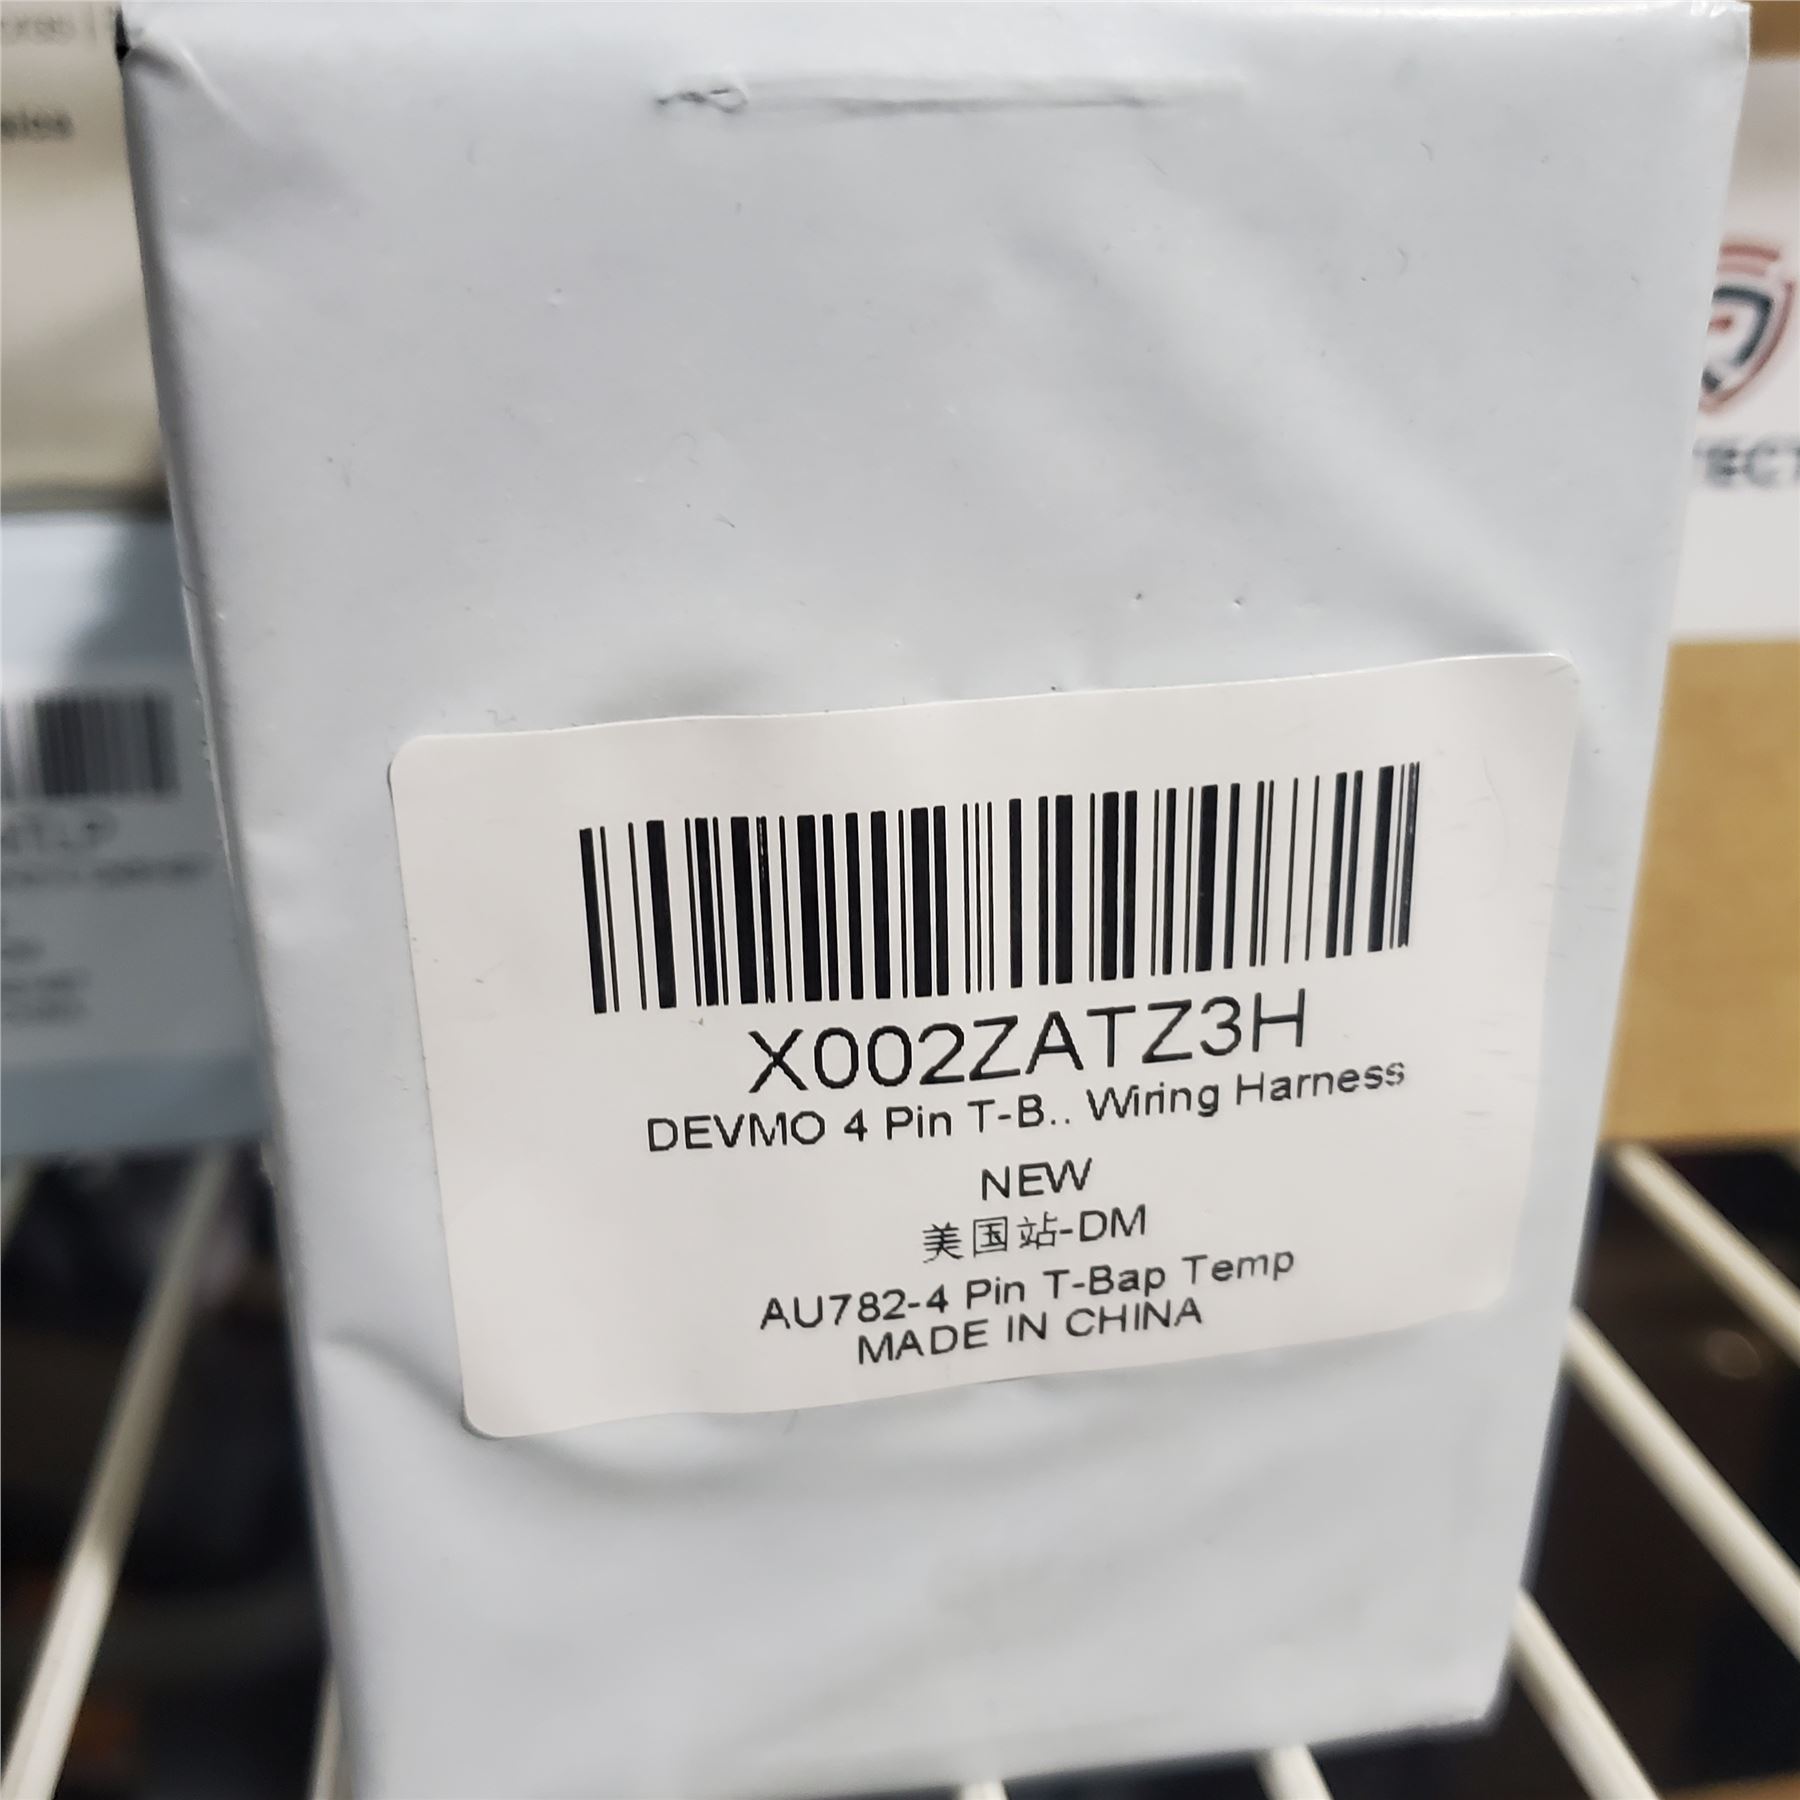 X002ZATZ3H
DEVMO 4 Pin T-B.. Wiring Harness
NEW
美国站-DM
AU782-4 Pin T-Bap Temp
MADE IN CHINA